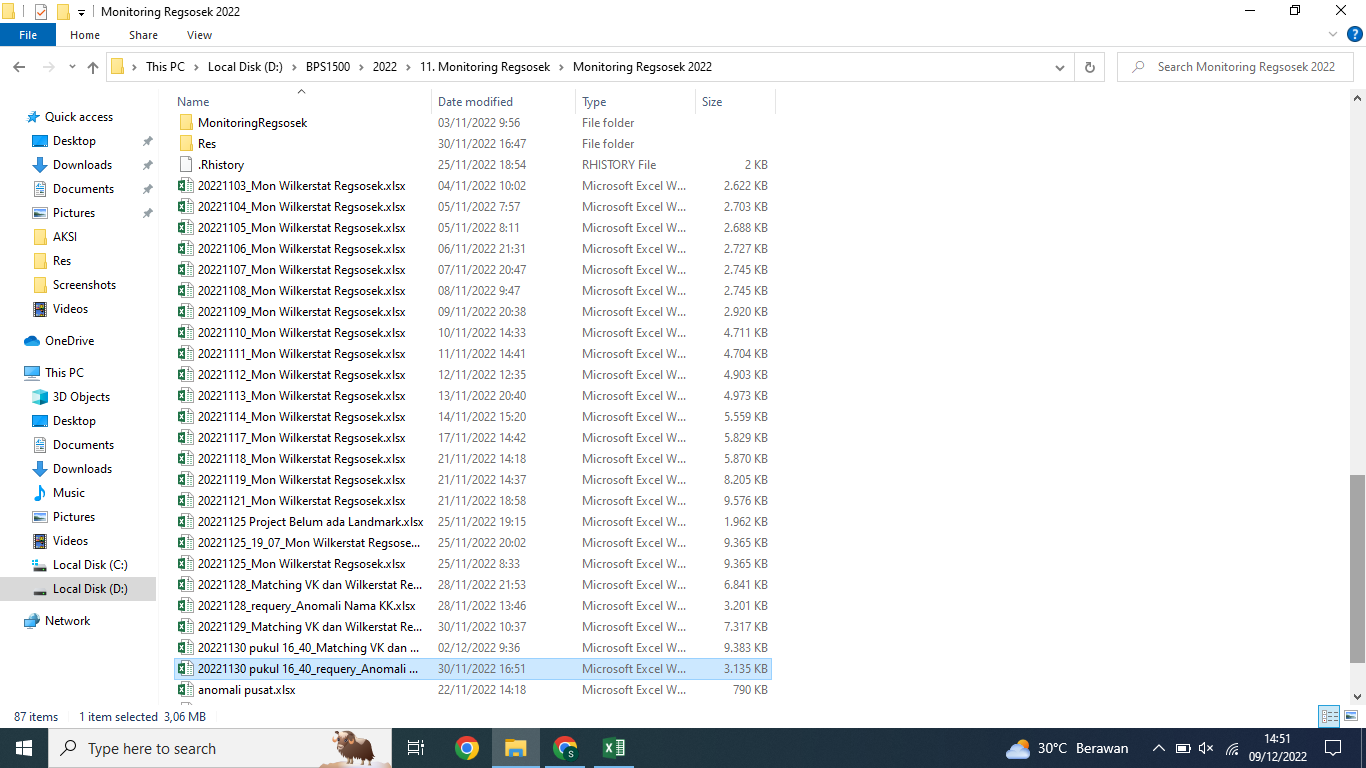 Monitoring Regsosek 2022
File Home Share View
This PC Local Disk (D:) BPS1500 2022 11. Monitoring Regsosek Monitoring Regsosek 2022
Search Monitoring Regsosek 2022
Quick access
Desktop
Downloads
Documents
Pictures
AKSI
Res
Screenshots
Videos
OneDrive
This PC
3D Objects
Desktop
Documents
Downloads
Music
Pictures
Videos
Local Disk (C:)
Local Disk (D:)
Network
Name Date modified Type Size
MonitoringRegsosek 03/11/2022 9:56 File folder
Res 30/11/2022 16:47 File folder
.Rhistory 25/11/2022 18:54 RHISTORY File 2 KB
20221103_Mon Wilkerstat Regsosek.xlsx 04/11/2022 10:02 Microsoft Excel W... 2.622 KB
20221104_Mon Wilkerstat Regsosek.xlsx 05/11/2022 7:57 Microsoft Excel W... 2.703 KB
20221105_Mon Wilkerstat Regsosek.xlsx 05/11/2022 8:11 Microsoft Excel W... 2.688 KB
20221106_Mon Wilkerstat Regsosek.xlsx 06/11/2022 21:31 Microsoft Excel W... 2.727 KB
20221107_Mon Wilkerstat Regsosek.xlsx 07/11/2022 20:47 Microsoft Excel W... 2.745 KB
20221108_Mon Wilkerstat Regsosek.xlsx 08/11/2022 9:47 Microsoft Excel W... 2.745 KB
20221109_Mon Wilkerstat Regsosek.xlsx 09/11/2022 20:38 Microsoft Excel W... 2.920 KB
20221110_Mon Wilkerstat Regsosek.xlsx 10/11/2022 14:33 Microsoft Excel W... 4.711 KB
20221111_Mon Wilkerstat Regsosek.xlsx 11/11/2022 14:41 Microsoft Excel W... 4.704 KB
20221112_Mon Wilkerstat Regsosek.xlsx 12/11/2022 12:35 Microsoft Excel W... 4.903 KB
20221113_Mon Wilkerstat Regsosek.xlsx 13/11/2022 20:40 Microsoft Excel W... 4.973 KB
20221114_Mon Wilkerstat Regsosek.xlsx 14/11/2022 15:20 Microsoft Excel W... 5.559 KB
20221117_Mon Wilkerstat Regsosek.xlsx 17/11/2022 14:42 Microsoft Excel W... 5.829 KB
20221118_Mon Wilkerstat Regsosek.xlsx 21/11/2022 14:18 Microsoft Excel W... 5.870 KB
20221119_Mon Wilkerstat Regsosek.xlsx 21/11/2022 14:37 Microsoft Excel W... 8.205 KB
20221121_Mon Wilkerstat Regsosek.xlsx 21/11/2022 18:58 Microsoft Excel W... 9.576 KB
20221125 Project Belum ada Landmark.xlsx 25/11/2022 19:15 Microsoft Excel W... 1.962 KB
20221125_19_07_Mon Wilkerstat Regsose... 25/11/2022 20:02 Microsoft Excel W... 9.365 KB
20221125_Mon Wilkerstat Regsosek.xlsx 25/11/2022 8:33 Microsoft Excel W... 9.365 KB
20221128_Matching VK dan Wilkerstat Re... 28/11/2022 21:53 Microsoft Excel W... 6.841 KB
20221128_requery_Anomali Nama KK.xlsx 28/11/2022 13:46 Microsoft Excel W... 3.201 KB
20221129_Matching VK dan Wilkerstat Re... 30/11/2022 10:37 Microsoft Excel W... 7.317 KB
20221130 pukul 16_40_Matching VK dan ... 02/12/2022 9:36 Microsoft Excel W... 9.383 KB
20221130 pukul 16_40_requery_Anomali ... 30/11/2022 16:51 Microsoft Excel W... 3.135 KB
anomali pusat.xlsx 22/11/2022 14:18 Microsoft Excel W... 790 KB
87 items 1 item selected 3,06 MB
Type here to search
30°C Berawan
14:51
09/12/2022